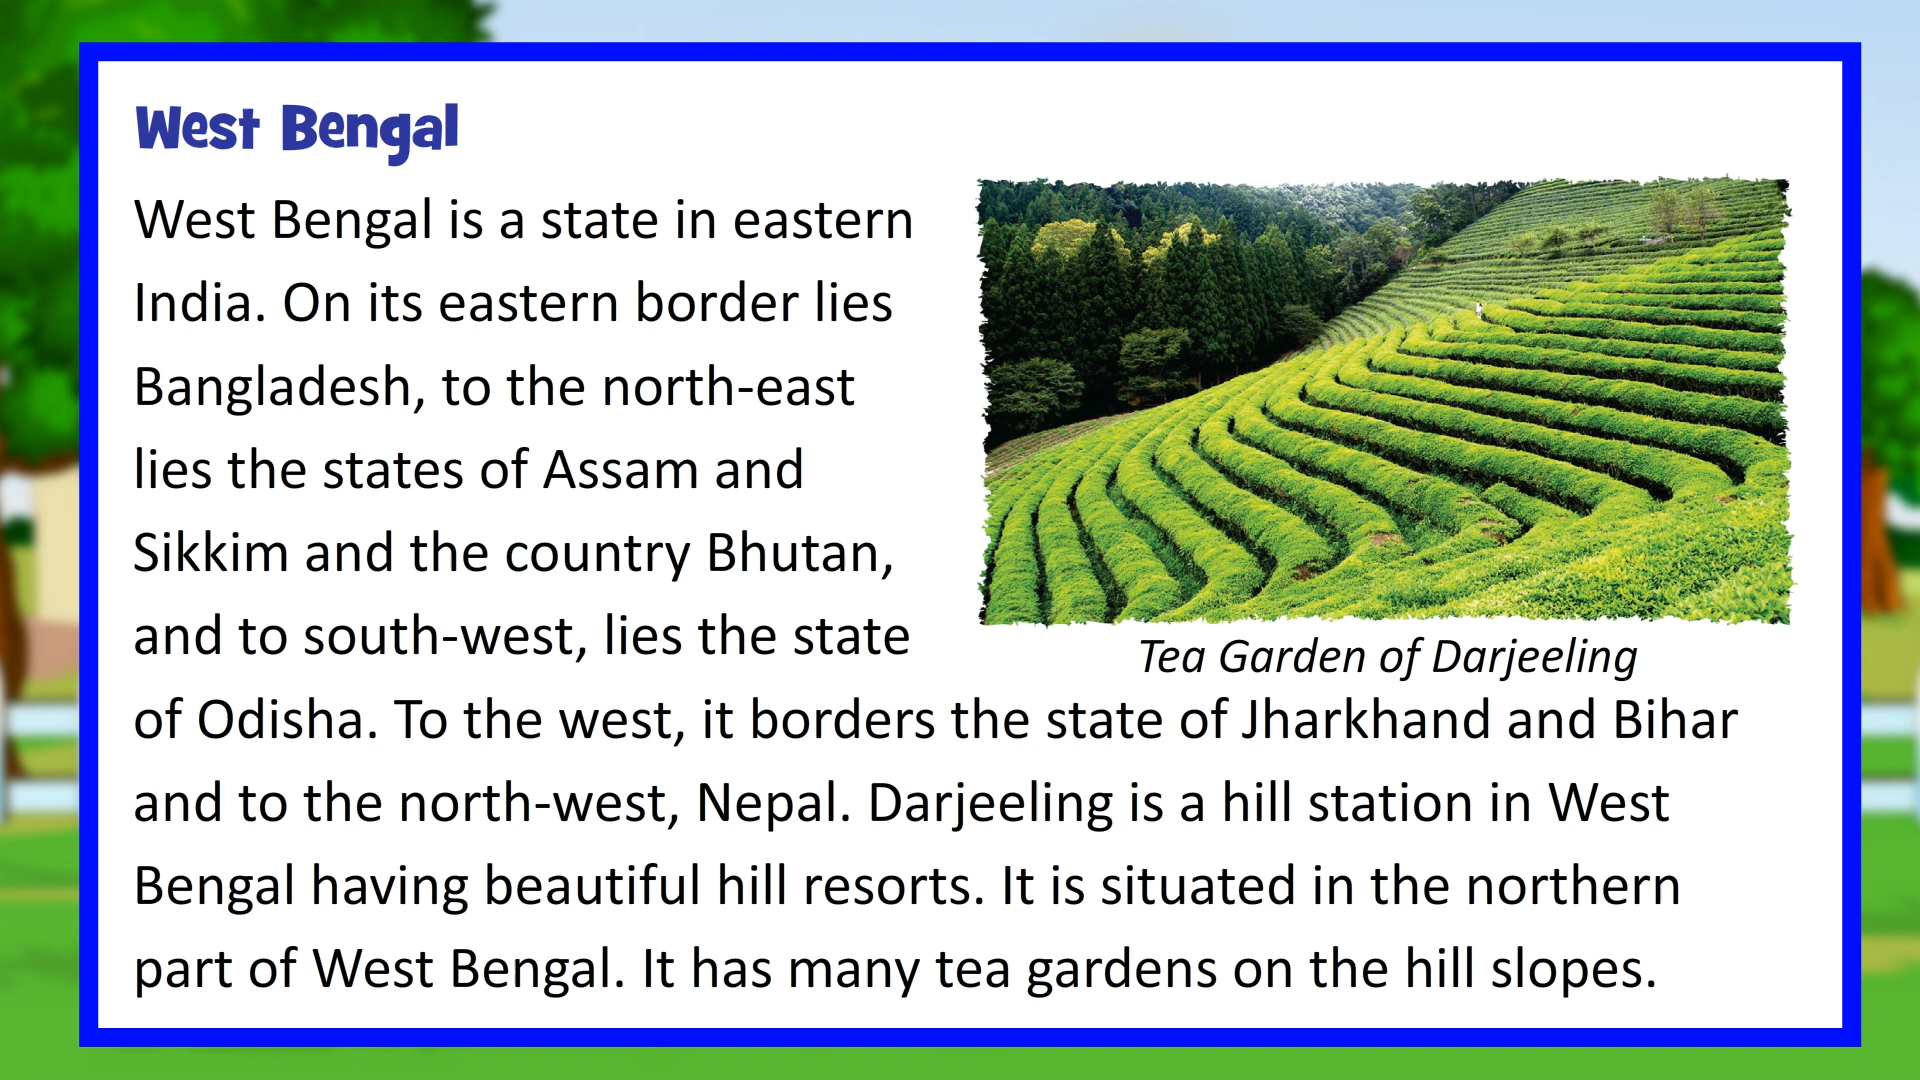 West Bengal
West Bengal is a state in eastern
India. On its eastern border lies
Bangladesh, to the north-east
lies the states of Assam and
Sikkim and the country Bhutan,
and to south-west, lies the state
Tea Garden of Darjeeling
of Odisha. To the west, it borders the state of Jharkhand and Bihar
and to the north-west, Nepal. Darjeeling is a hill station in West
Bengal having beautiful hill resorts. It is situated in the northern
part of West Bengal. It has many tea gardens on the hill slopes.